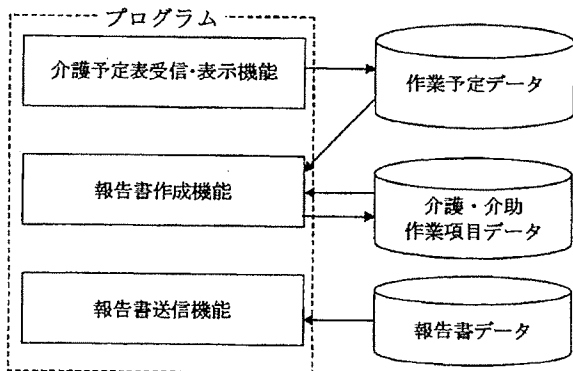 プログラム
介護予定表受信・表示機能
作業予定データ
報告書作成機能
介護・介助
作業項目データ
報告書送信機能
報告書データ